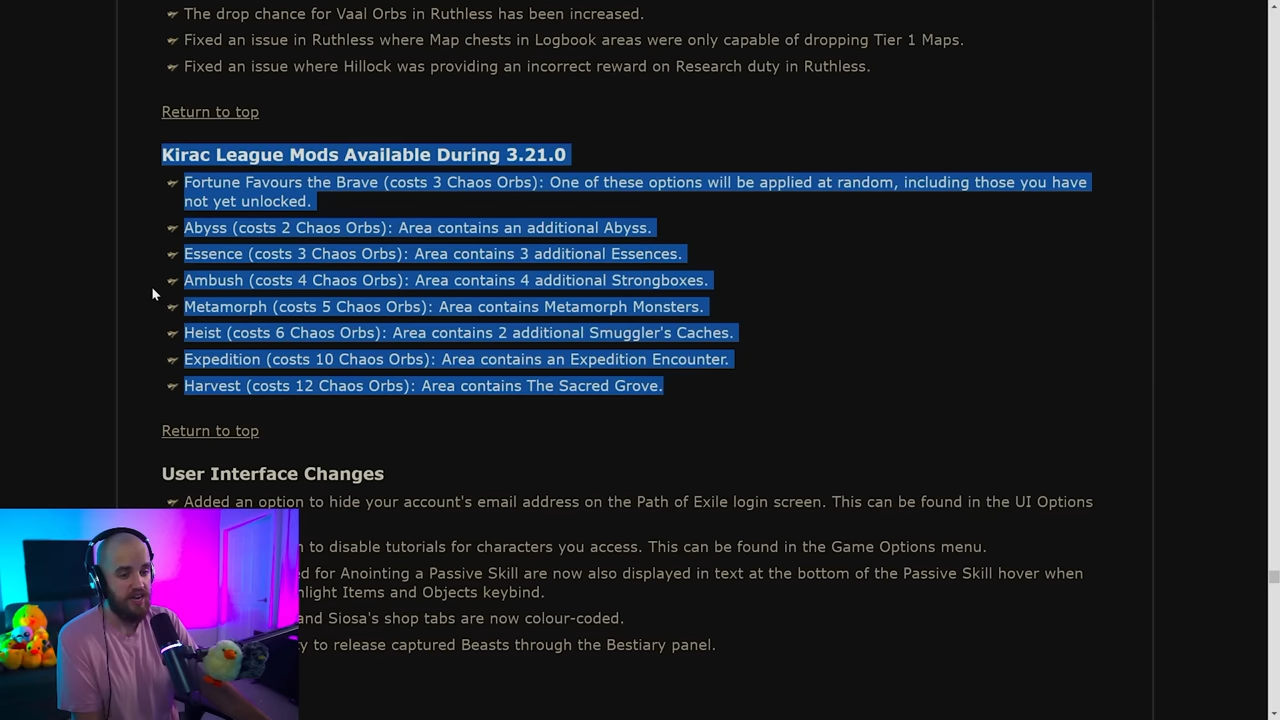 The drop chance for Vaal Orbs in Ruthless has been increased.
Fixed an issue in Ruthless where Map chests in Logbook areas were only capable of dropping Tier 1 Maps.
Fixed an issue where Hillock was providing an incorrect reward on Research duty in Ruthless.
Return to top
Kirac League Mods Available During 3.21.0
Fortune Favours the Brave (costs 3 Chaos Orbs): One of these options will be applied at random, including those you have
not yet unlocked.
Abyss (costs 2 Chaos Orbs): Area contains an additional Abyss.
Essence (costs 3 Chaos Orbs): Area contains 3 additional Essences.
Ambush (costs 4 Chaos Orbs): Area contains 4 additional Strongboxes.
Metamorph (costs 5 Chaos Orbs): Area contains Metamorph Monsters.
Heist (costs 6 Chaos Orbs): Area contains 2 additional Smuggler's Caches.
Expedition (costs 10 Chaos Orbs): Area contains an Expedition Encounter.
Harvest (costs 12 Chaos Orbs): Area contains The Sacred Grove.
Return to top
User Interface Changes
Added an option to hide your account's email address on the Path of Exile login screen. This can be found in the UI Options
to disable tutorials for characters you access. This can be found in the Game Options menu.
for Anointing a Passive Skill are now also displayed in text at the bottom of the Passive Skill hover when
Items and Objects keybind.
and Siosa's shop tabs are now colour-coded.
to release captured Beasts through the Bestiary panel.